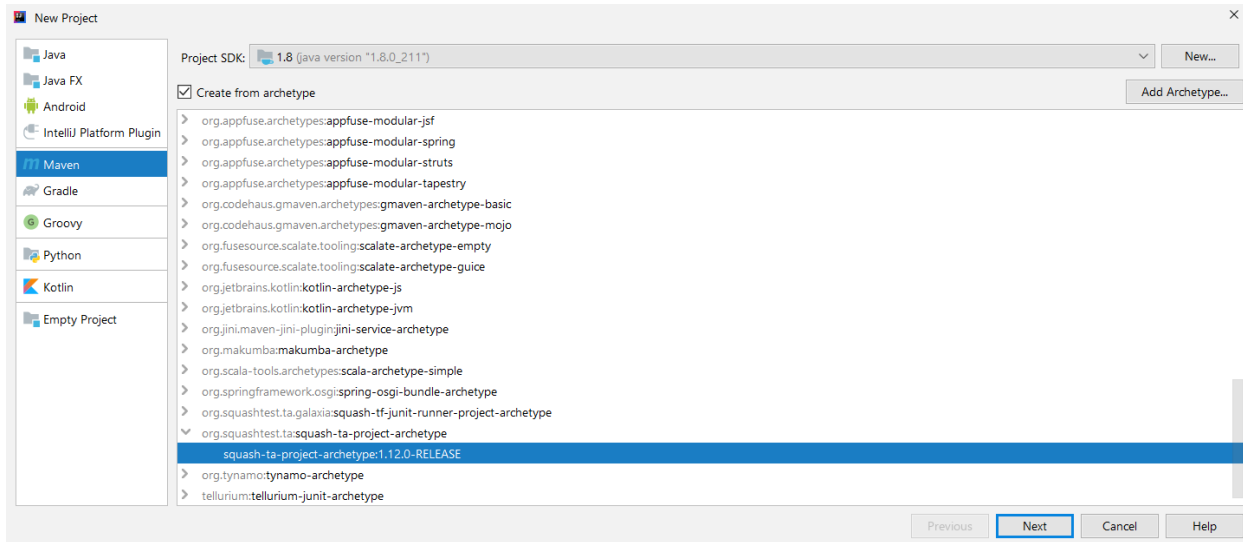 New Project
Java
Java FX
Android
IntelliJ Platform Plugin
Maven
Gradle
Groovy
Python
Kotlin
Empty Project
Project SDK: 1.8 (java version "1.8.0_211") New...
Create from archetype Add Archetype...
org.appfuse.archetypes:appfuse-modular-jsf
org.appfuse.archetypes:appfuse-modular-spring
org.appfuse.archetypes:appfuse-modular-struts
org.appfuse.archetypes:appfuse-modular-tapestry
org.codehaus.gmaven.archetypes:gmaven-archetype-basic
org.codehaus.gmaven.archetypes:gmaven-archetype-mojo
org.fusesource.scalate.tooling:scalate-archetype-empty
org.fusesource.scalate.tooling:scalate-archetype-guice
org.jetbrains.kotlin:kotlin-archetype-js
org.jetbrains.kotlin:kotlin-archetype-jvm
org.jini.maven-jini-plugin:jini-service-archetype
org.makumba:makumba-archetype
org.scala-tools.archetypes:scala-archetype-simple
org.springframework.osgi:spring-osgi-bundle-archetype
org.squashtest.ta.galaxia:squash-tf-junit-runner-project-archetype
org.squashtest.ta:squash-ta-project-archetype
squash-ta-project-archetype:1.12.0-RELEASE
org.tynamo:tynamo-archetype
tellurium:tellurium-junit-archetype
Previous Next Cancel Help